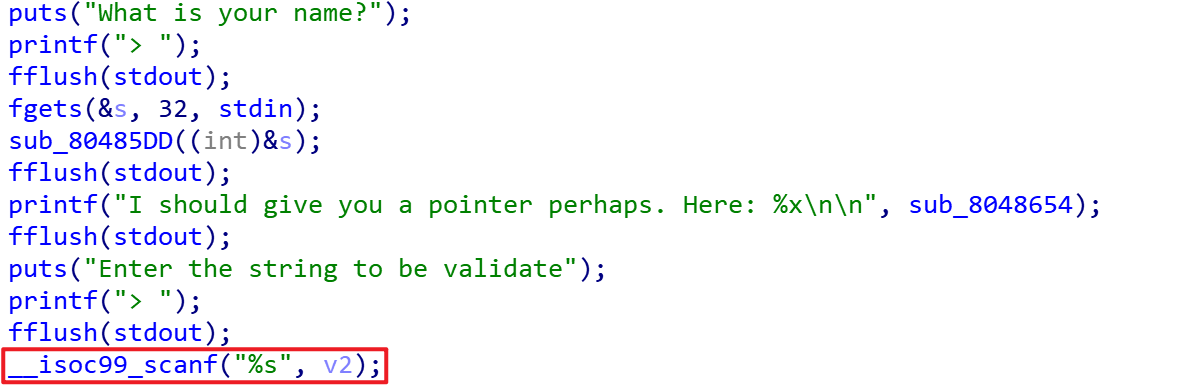 puts("What is your name?");
printf("> ");
fflush(stdout);
fgets(&s, 32, stdin);
sub_80485DD((int)&s);
fflush(stdout);
printf("I should give you a pointer perhaps. Here: %x\n\n", sub_8048654);
fflush(stdout);
puts("Enter the string to be validate");
printf("> ");
fflush(stdout);
__isoc99_scanf("%s", v2);